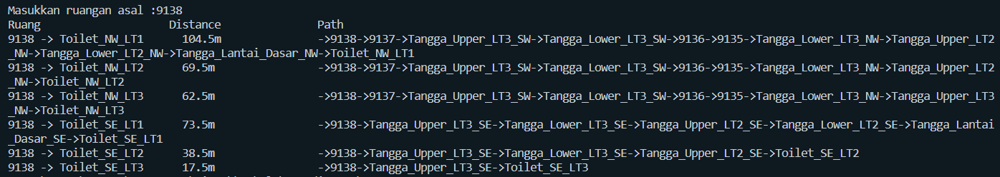 Masukkan ruangan asal :9138
Ruang Distance Path
9138 -> Toilet_NW_LT1 104.5m ->9138->9137->Tangga_Upper_LT3_SW->Tangga_Lower_LT3_SW->9136->9135->Tangga_Lower_LT3_NW->Tangga_Upper_LT2
_NW->Tangga_Lower_LT2_NW->Tangga_Lantai_Dasar_NW->Toilet_NW_LT1
9138 -> Toilet_NW_LT2 69.5m ->9138->9137->Tangga_Upper_LT3_SW->Tangga_Lower_LT3_SW->9136->9135->Tangga_Lower_LT3_NW->Tangga_Upper_LT2
_NW->Toilet_NW_LT2
9138 -> Toilet_NW_LT3 62.5m ->9138->9137->Tangga_Upper_LT3_SW->Tangga_Lower_LT3_SW->9136->9135->Tangga_Lower_LT3_NW->Tangga_Upper_LT3
_NW->Toilet_NW_LT3
9138 -> Toilet_SE_LT1 73.5m ->9138->Tangga_Upper_LT3_SE->Tangga_Lower_LT3_SE->Tangga_Upper_LT2_SE->Tangga_Lower_LT2_SE->Tangga_Lantai
_Dasar_SE->Toilet_SE_LT1
9138 -> Toilet_SE_LT2 38.5m ->9138->Tangga_Upper_LT3_SE->Tangga_Lower_LT3_SE->Tangga_Upper_LT2_SE->Toilet_SE_LT2
9138 -> Toilet_SE_LT3 17.5m ->9138->Tangga_Upper_LT3_SE->Toilet_SE_LT3